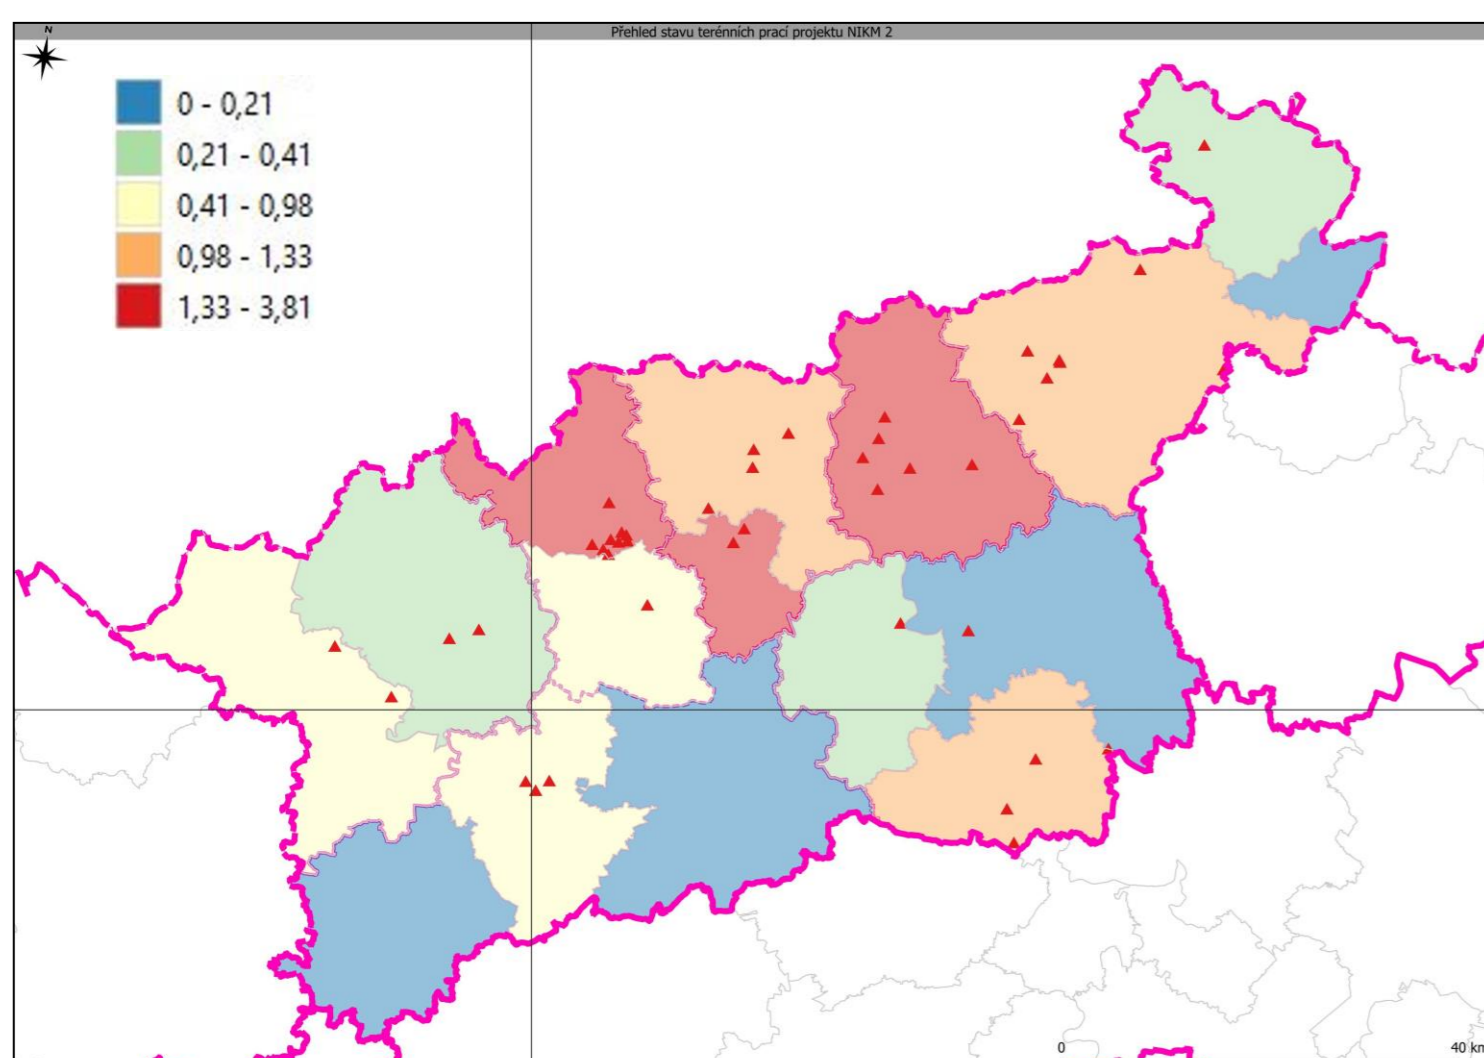 Přehled stavu terénních prací projektu NIKM 2
N
0 - 0,21
0,21 - 0,41
0,41 - 0,98
0,98 - 1,33
1,33 - 3,81
0
40 km